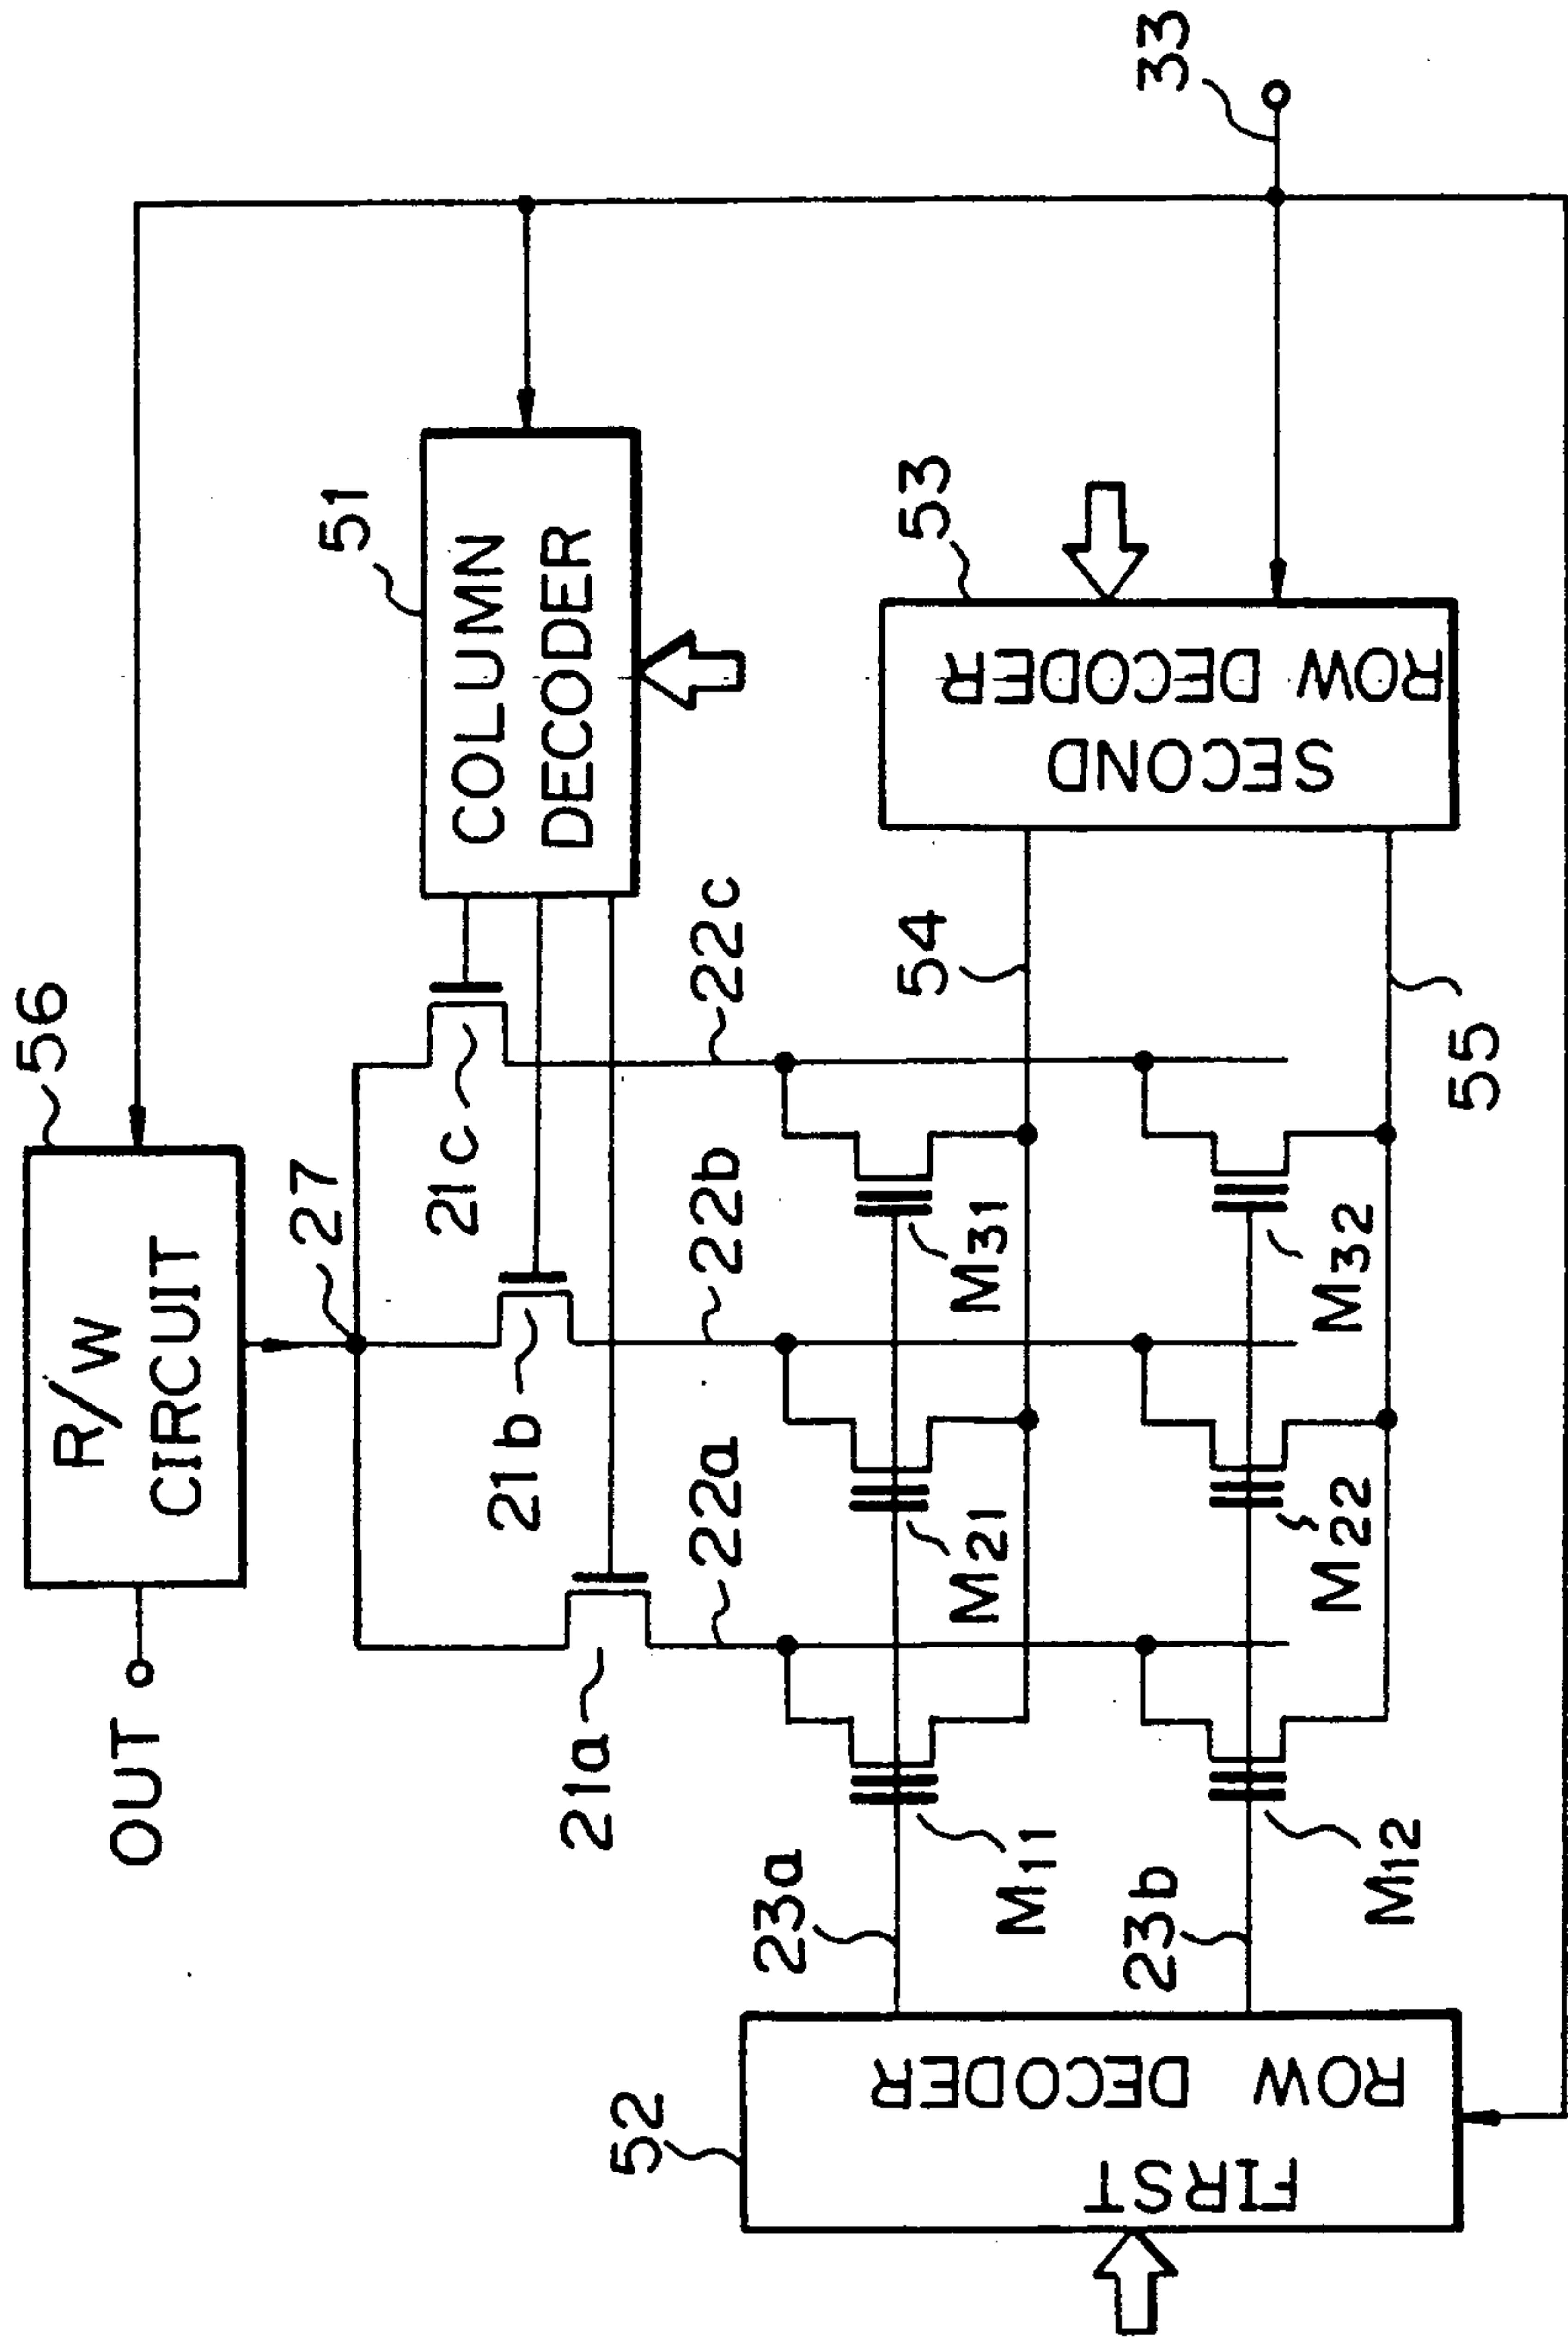 OUT
R/W
CIRCUIT
56
27
33
51
COLUMN
DECODER
21a
21b
21c
22a
22b
22c
52
FIRST
ROW DECODER
23a
23b
M11
M21
M31
M12
M22
M32
54
55
53
SECOND
ROW DECODER